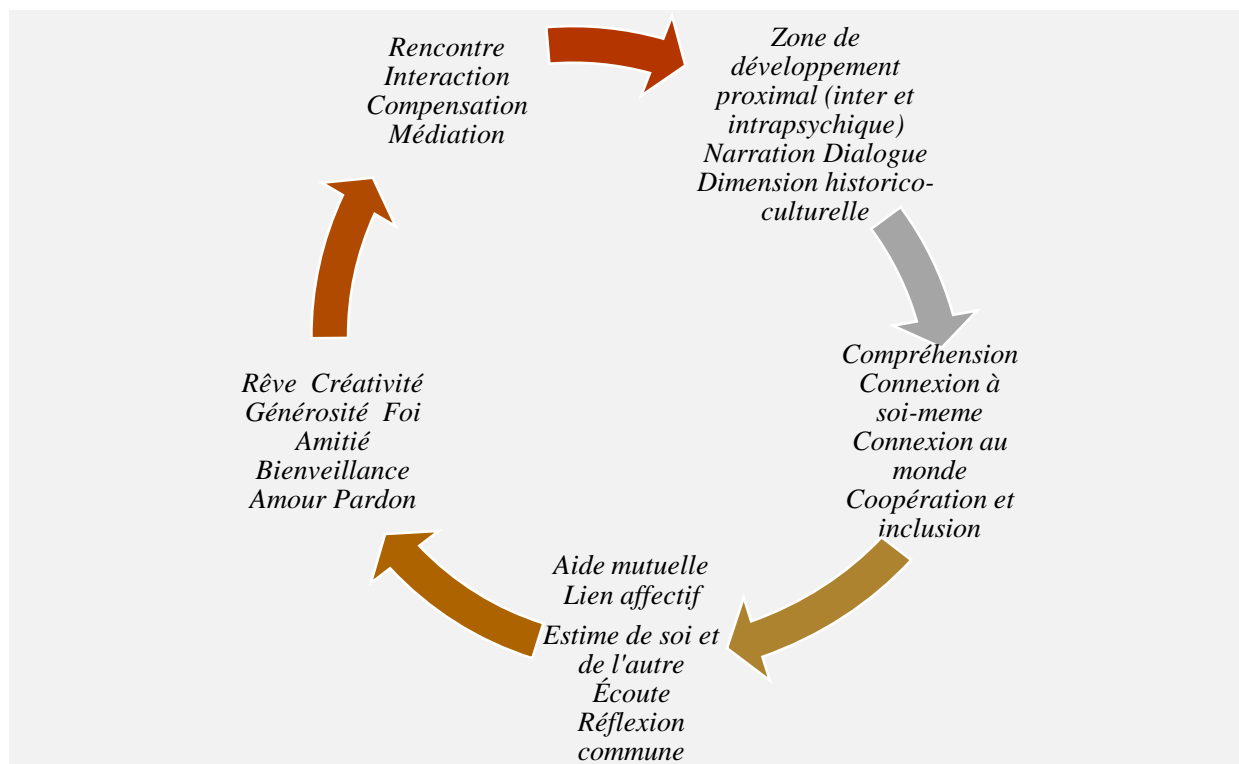 Rencontre
Interaction
Compensation
Médiation
Zone de
développement
proximal (inter et
intrapsychique)
Narration Dialogue
Dimension historico-
culturelle
Compréhension
Connexion à
soi-meme
Connexion au
monde
Coopération et
inclusion
Aide mutuelle
Lien affectif
Estime de soi et
de l'autre
Écoute
Réflexion
commune
Rêve  Créativité
Générosité  Foi
Amitié
Bienveillance
Amour Pardon